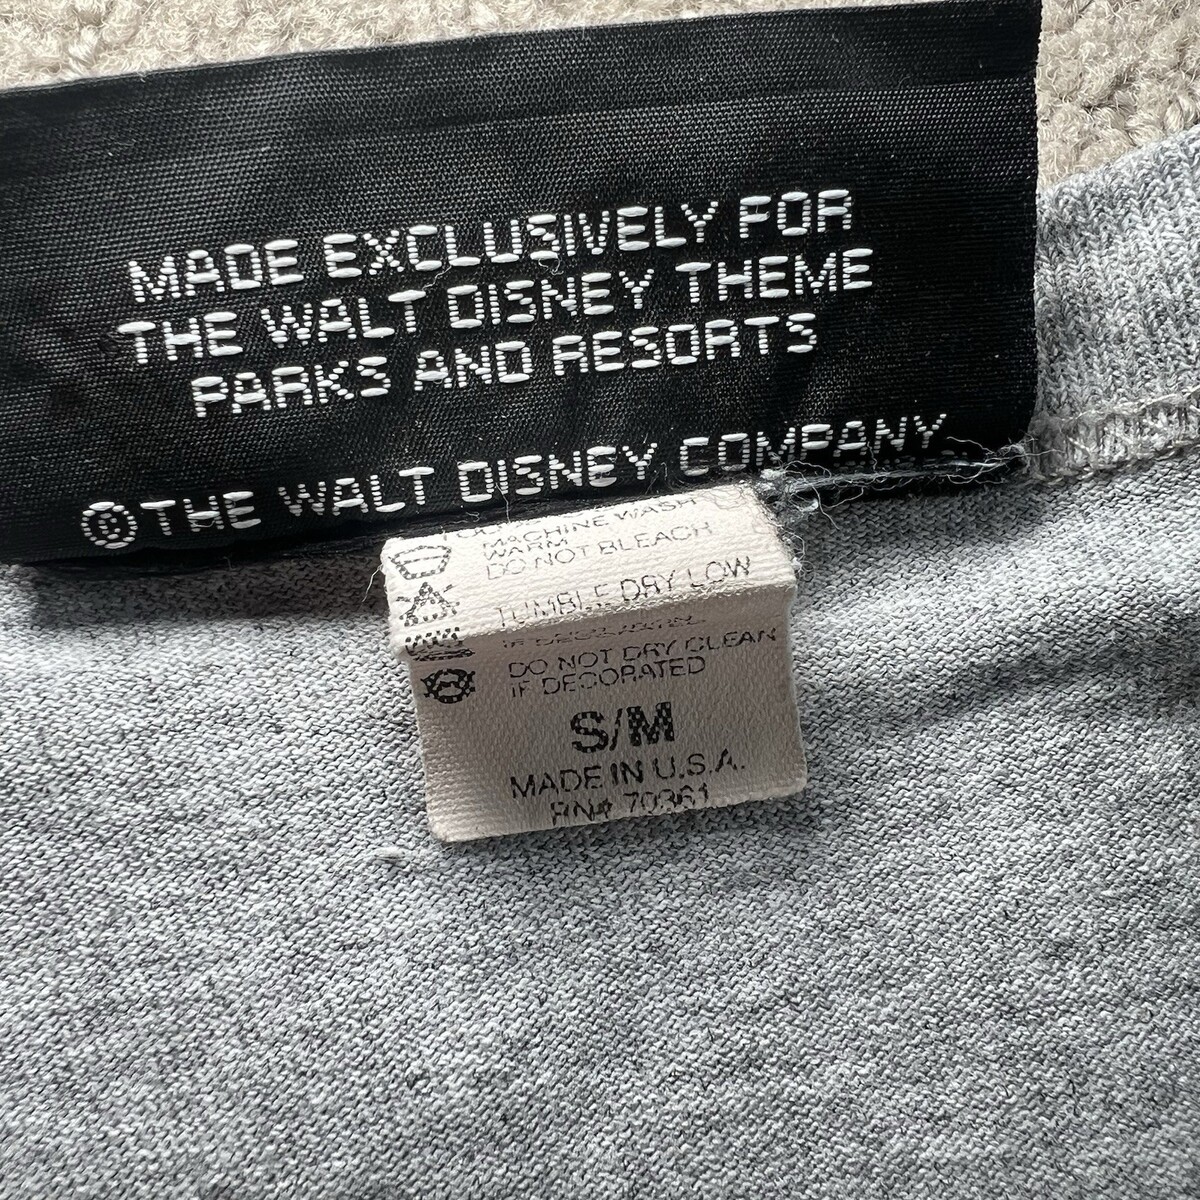 MADE EXCLUSIVELY FOR
THE WALT DISNEY THEME
PARKS AND RESORTS
©THE WALT DISNEY COMPANY
MACHINE WASH
WARM
DO NOT BLEACH
TUMBLE DRY LOW
DO NOT DRY CLEAN
IF DECORATED
S/M
MADE IN U.S.A.
RN# 70361